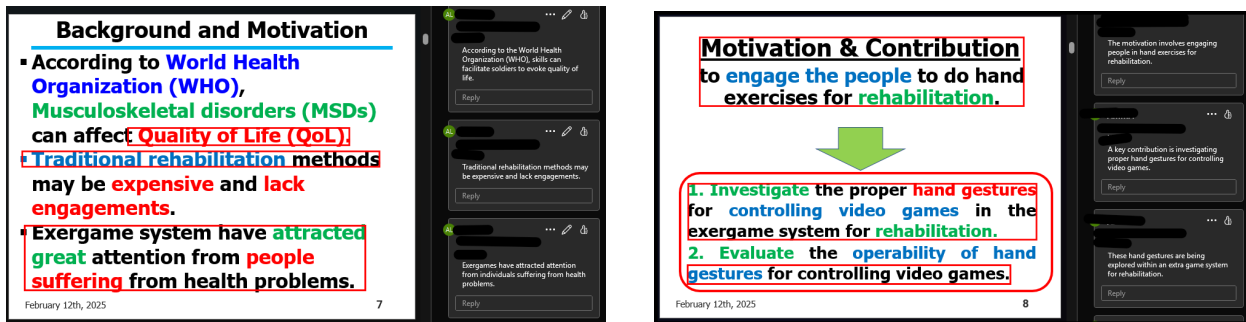 Background and Motivation
▪ According to World Health
Organization (WHO),
Musculoskeletal disorders (MSDs)
can affect Quality of Life (QoL).
▪ Traditional rehabilitation methods
may be expensive and lack
engagements.
▪ Exergame system have attracted
great attention from people
suffering from health problems.
February 12th, 2025
7
AL
According to the World Health
Organization (WHO), skills can
facilitate soldiers to evoke quality of
life.
Reply
AL
Traditional rehabilitation methods may
be expensive and lack engagements.
Reply
AL
Exergames have attracted attention
from individuals suffering from health
problems.
Reply
Motivation & Contribution
to engage the people to do hand
exercises for rehabilitation.
1. Investigate the proper hand gestures
for controlling video games in the
exergame system for rehabilitation.
2. Evaluate the operability of hand
gestures for controlling video games.
February 12th, 2025
8
The motivation involves engaging
people in hand exercises for
rehabilitation.
Reply
A key contribution is investigating
proper hand gestures for controlling
video games.
Reply
These hand gestures are being
explored within an extra game system
for rehabilitation.
Reply